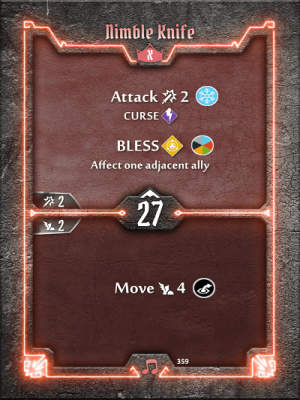 Nimble Knife
X
Attack 2
CURSE
BLESS
Affect one adjacent ally
2
27
2
Move 4
359